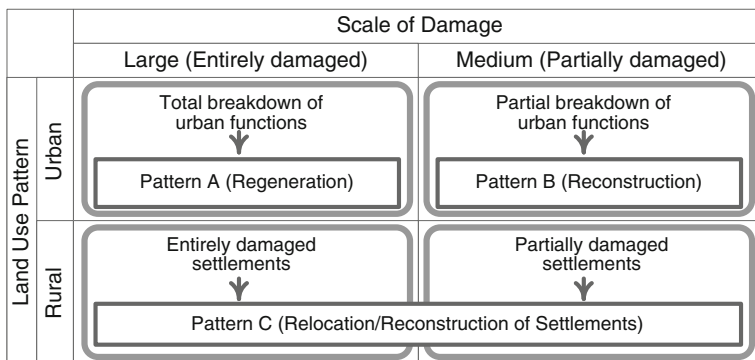 Scale of Damage
Large (Entirely damaged)
Medium (Partially damaged)
Land Use Pattern
Urban
Total breakdown of
urban functions
Pattern A (Regeneration)
Partial breakdown of
urban functions
Pattern B (Reconstruction)
Rural
Entirely damaged
settlements
Partially damaged
settlements
Pattern C (Relocation/Reconstruction of Settlements)